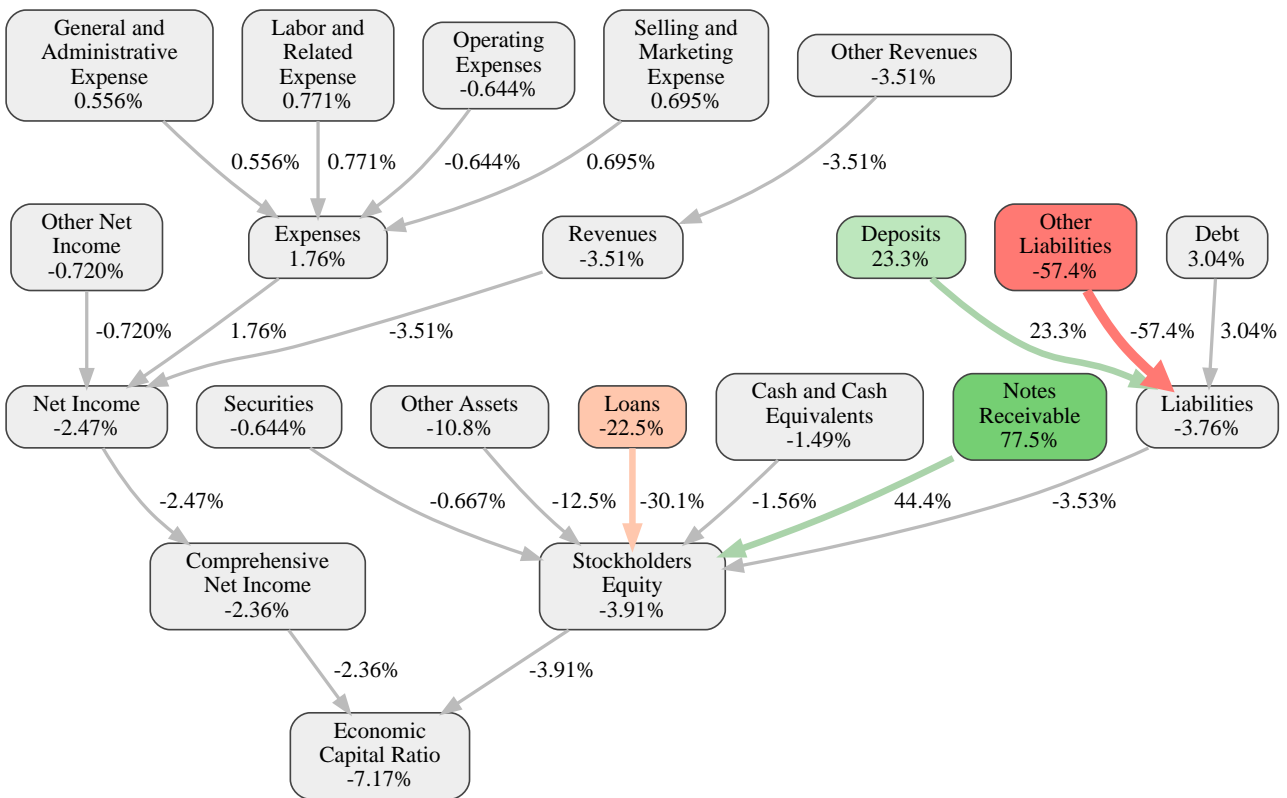 General and
Administrative
Expense
0.556%
Labor and
Related
Expense
0.771%
Operating
Expenses
-0.644%
Selling and
Marketing
Expense
0.695%
Other Revenues
-3.51%
0.556%
0.771%
-0.644%
0.695%
-3.51%
Other Net
Income
-0.720%
Expenses
1.76%
Revenues
-3.51%
Deposits
23.3%
Other
Liabilities
-57.4%
Debt
3.04%
-0.720%
1.76%
-3.51%
23.3%
-57.4%
3.04%
Net Income
-2.47%
Securities
-0.644%
Other Assets
-10.8%
Loans
-22.5%
Cash and Cash
Equivalents
-1.49%
Notes
Receivable
77.5%
Liabilities
-3.76%
-2.47%
-0.667%
-12.5%
-30.1%
-1.56%
44.4%
-3.53%
Comprehensive
Net Income
-2.36%
Stockholders
Equity
-3.91%
-2.36%
-3.91%
Economic
Capital Ratio
-7.17%